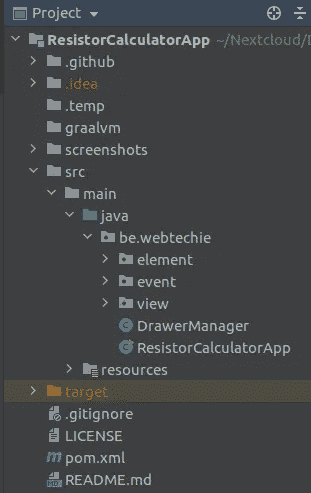 Project
ResistorCalculatorApp ~/Nextcloud/
.github
.idea
.temp
graalvm
screenshots
src
main
java
be.webtechie
element
event
view
DrawerManager
ResistorCalculatorApp
resources
target
.gitignore
LICENSE
pom.xml
README.md